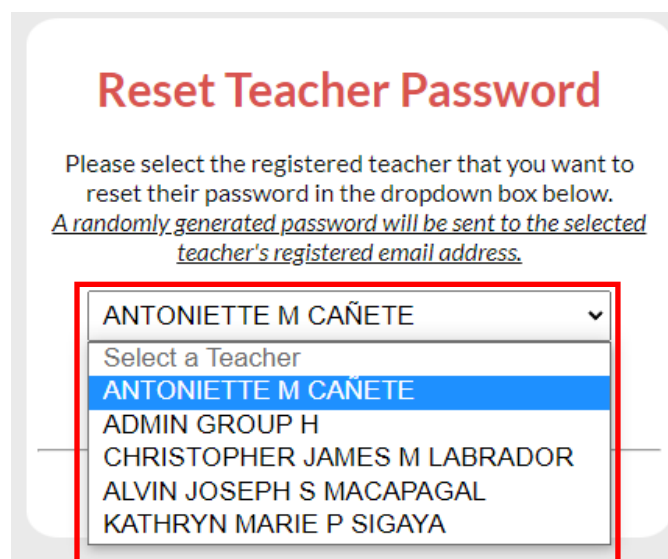 Reset Teacher Password
Please select the registered teacher that you want to
reset their password in the dropdown box below.
A randomly generated password will be sent to the selected
teacher's registered email address.
ANTONIETTE M CAÑETE
Select a Teacher
ANTONIETTE M CAÑETE
ADMIN GROUP H
CHRISTOPHER JAMES M LABRADOR
ALVIN JOSEPH S MACAPAGAL
KATHRYN MARIE P SIGAYA